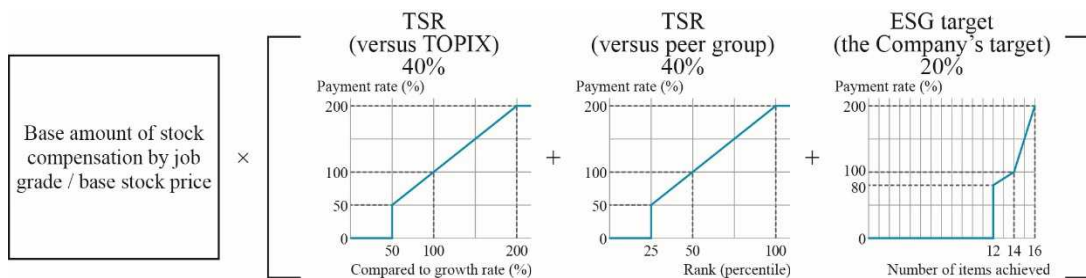 Base amount of stock
compensation by job
grade / base stock price
×
TSR
(versus TOPIX)
40%
Payment rate (%)
200
100
50
0
50 100 200
Compared to growth rate (%)
+
TSR
(versus peer group)
40%
Payment rate (%)
200
100
50
0
25 50 100
Rank (percentile)
+
ESG target
(the Company's target)
20%
Payment rate (%)
200
100
80
0
12 14 16
Number of items achieved